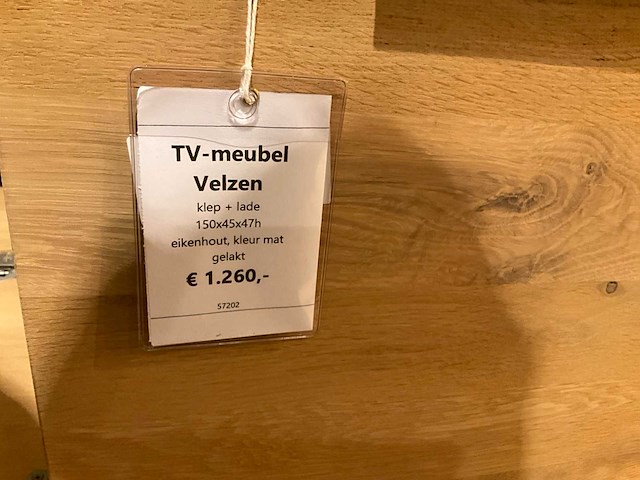 TV-meubel
Velzen
klep + lade
150x45x47h
eikenhout, kleur mat
gelakt
€ 1.260,-
57202